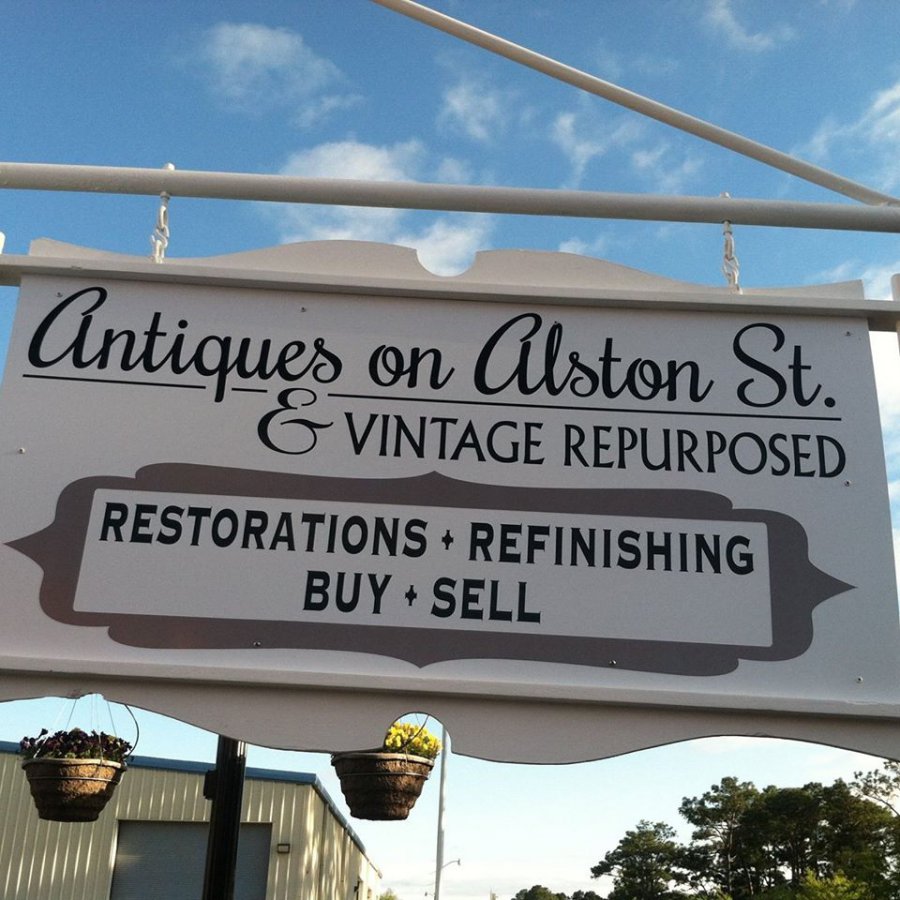 Antiques on Alston St.
& VINTAGE REPURPOSED
RESTORATIONS + REFINISHING
BUY + SELL